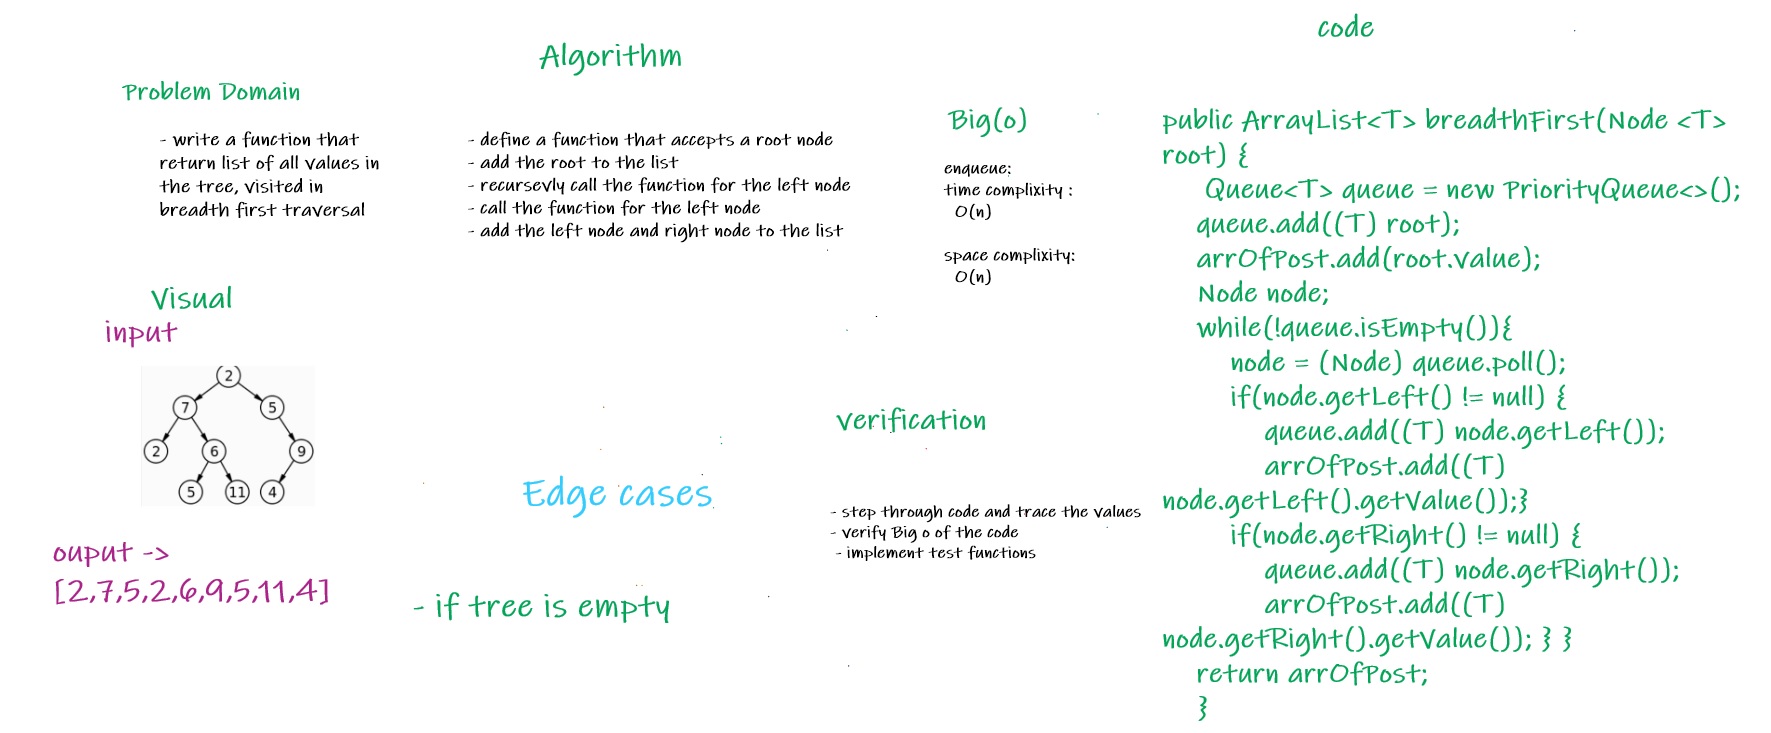 Problem Domain
- write a function that
return list of all values in
the tree, visited in
breadth first traversal
Visual
input
2
7
5
2
6
9
5
11
4
ouput ->
[2,7,5,2,6,9,5,11,4]
Algorithm
- define a function that accepts a root node
- add the root to the list
- recursevly call the function for the left node
- call the function for the left node
- add the left node and right node to the list
Edge cases
- if tree is empty
Big(o)
enqueue:
time complixity :
O(n)
space complixity:
O(n)
verification
- step through code and trace the values
- verify Big o of the code
- implement test functions
code
public ArrayList<T> breadthFirst(Node <T>
root) {
Queue<T> queue = new PriorityQueue<>();
queue.add((T) root);
arrOfPost.add(root.value);
Node node;
while(!queue.isEmpty()){
node = (Node) queue.poll();
if(node.getLeft() != null) {
queue.add((T) node.getLeft());
arrOfPost.add((T)
node.getLeft().getValue());}
if(node.getRight() != null) {
queue.add((T) node.getRight());
arrOfPost.add((T)
node.getRight().getValue()); } }
return arrOfPost;
}